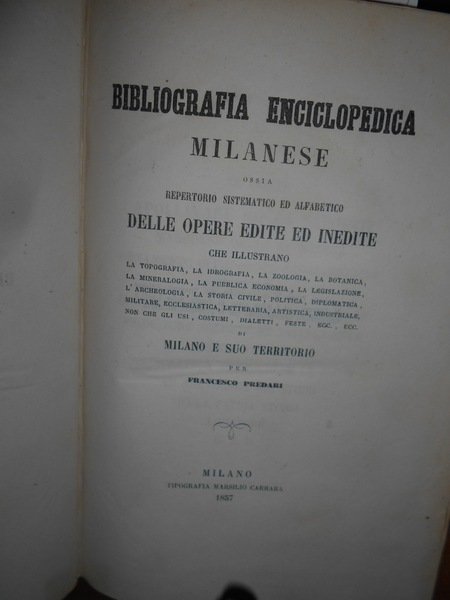 BIBLIOGRAFIA ENCICLOPEDICA
MILANESE
OSSIA
REPERTORIO SISTEMATICO ED ALFABETICO
DELLE OPERE EDITE ED INEDITE
CHE ILLUSTRANO
LA TOPOGRAFIA, LA IDROGRAFIA, LA ZOOLOGIA, LA BOTANICA,
LA MINERALOGIA, LA PUBBLICA ECONOMIA, LA LEGISLAZIONE,
L'ARCHEOLOGIA, LA STORIA CIVILE, POLITICA, DIPLOMATICA,
MILITARE, ECCLESIASTICA, LETTERARIA, ARTISTICA, INDUSTRIALE,
NON CHE GLI USI, COSTUMI, DIALETTI, FESTE, ECC., ECC.
DI
MILANO E SUO TERRITORIO
PER
FRANCESCO PREDARI
MILANO
TIPOGRAFIA MARSILIO CARRARA
1857